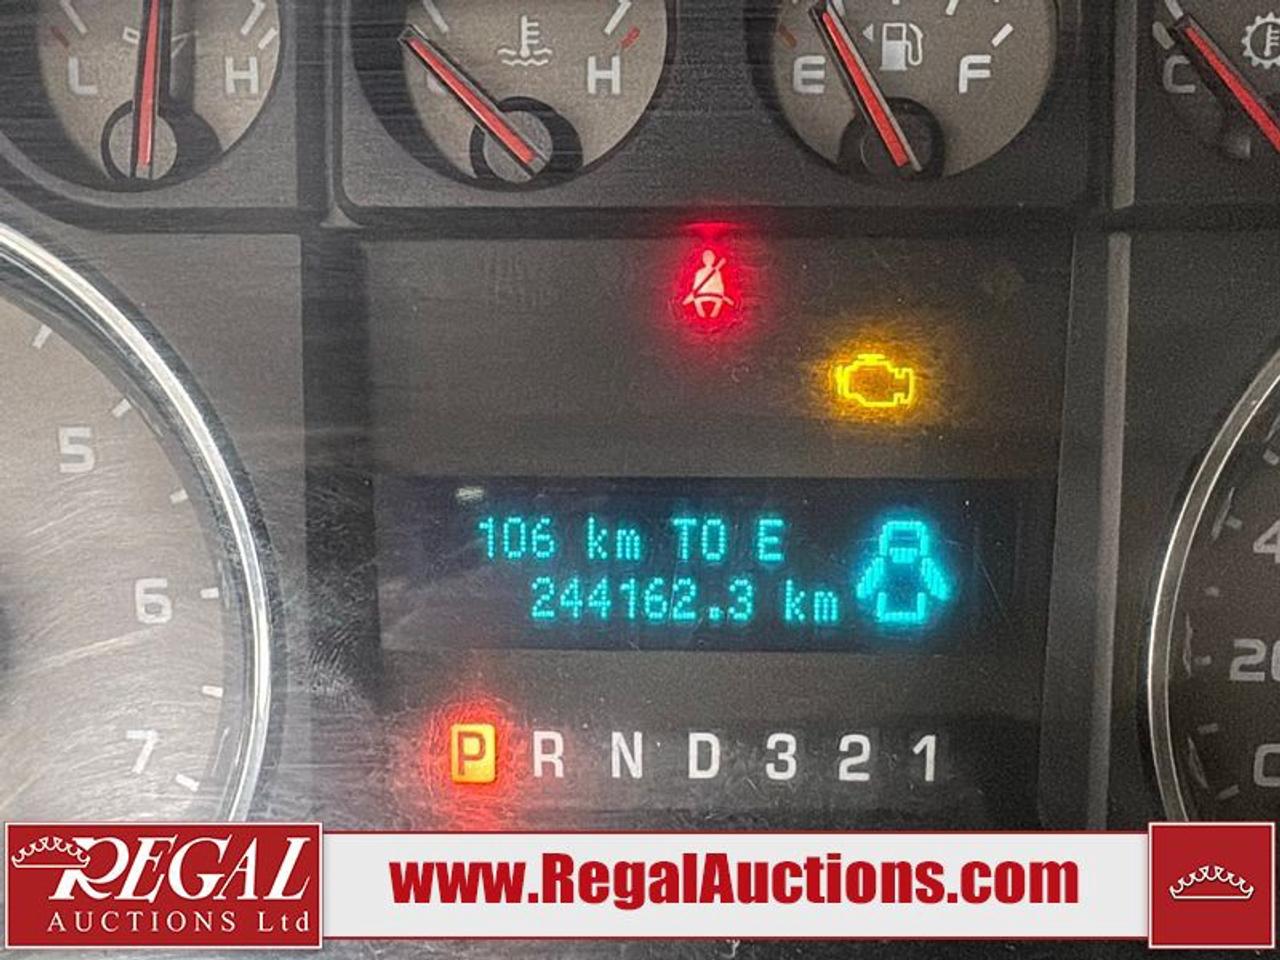 L H
H
E F
C
5
6
7
106 km TO E
244162.3 km
P R N D 3 2 1
REGAL
AUCTIONS Ltd
www.RegalAuctions.com